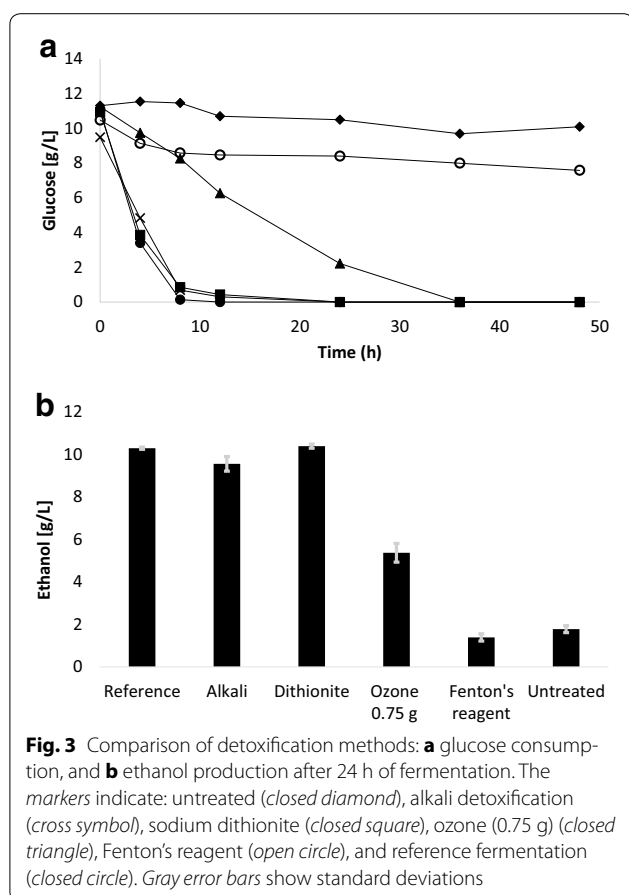 a
14
12
10
8
6
4
2
0
Glucose [g/L]
0 10 20 30 40 50
Time (h)
b
12
10
8
6
4
2
0
Ethanol [g/L]
Reference Alkali Dithionite Ozone Fenton's Untreated
0.75 g reagent
Fig. 3 Comparison of detoxification methods: a glucose consump-
tion, and b ethanol production after 24 h of fermentation. The
markers indicate: untreated (closed diamond), alkali detoxification
(cross symbol), sodium dithionite (closed square), ozone (0.75 g) (closed
triangle), Fenton’s reagent (open circle), and reference fermentation
(closed circle). Gray error bars show standard deviations